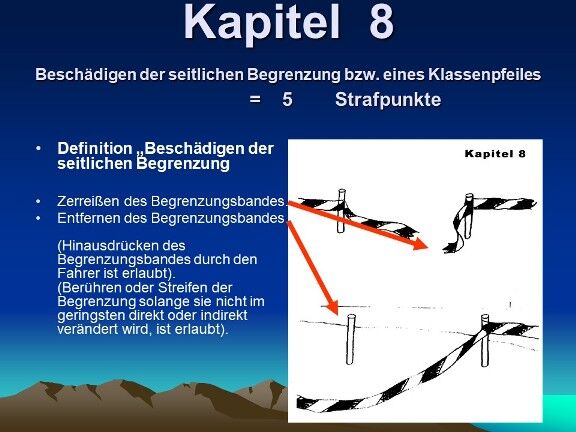 Kapitel 8
Beschädigen der seitlichen Begrenzung bzw. eines Klassenpfeiles
= 5 Strafpunkte
• Definition „Beschädigen der
seitlichen Begrenzung
• Zerreißen des Begrenzungsbandes.
• Entfernen des Begrenzungsbandes
(Hinausdrücken des
Begrenzungsbandes durch den
Fahrer ist erlaubt).
(Berühren oder Streifen der
Begrenzung solange sie nicht im
geringsten direkt oder indirekt
verändert wird, ist erlaubt).
Kapitel 8